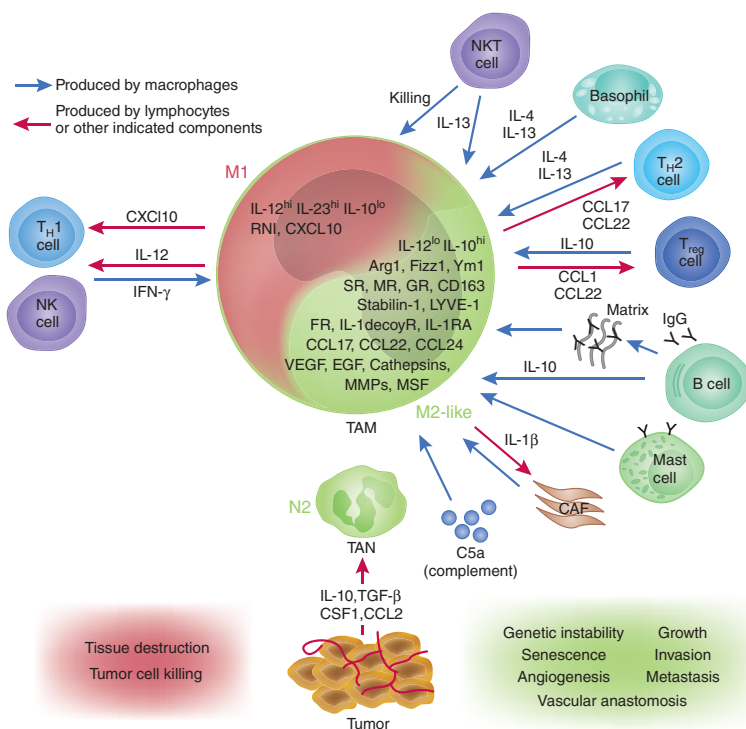 NKT
cell
Produced by macrophages
Produced by lymphocytes
or other indicated components
Killing
IL-13
IL-4
IL-13
Basophil
M1
IL-4
IL-13
TH2
cell
CCL17
CCL22
TH1
cell
CXCl10
IL-12hi IL-23hi IL-10lo
RNI, CXCL10
IL-12lo IL-10hi
Arg1, Fizz1, Ym1
SR, MR, GR, CD163
Stabilin-1, LYVE-1
FR, IL-1decoyR, IL-1RA
CCL17, CCL22, CCL24
VEGF, EGF, Cathepsins,
MMPs, MSF
IL-10
Treg
cell
CCL1
CCL22
IL-12
IFN-γ
NK
cell
Matrix
IgG
IL-10
B cell
M2-like
TAM
IL-1β
Mast
cell
N2
CAF
TAN
C5a
(complement)
IL-10,TGF-β
CSF1,CCL2
Tissue destruction
Tumor cell killing
Tumor
Genetic instability Growth
Senescence Invasion
Angiogenesis Metastasis
Vascular anastomosis